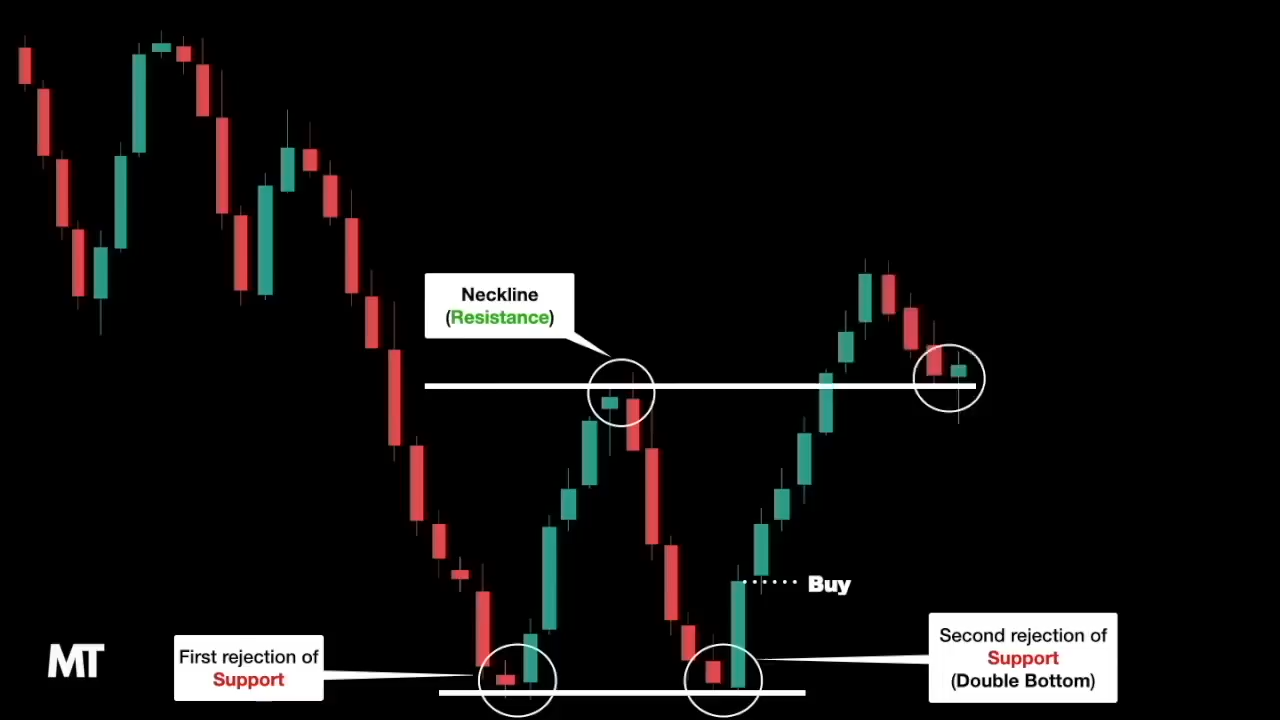 Neckline
(Resistance)
Buy
First rejection of
Support
Second rejection of
Support
(Double Bottom)
MT